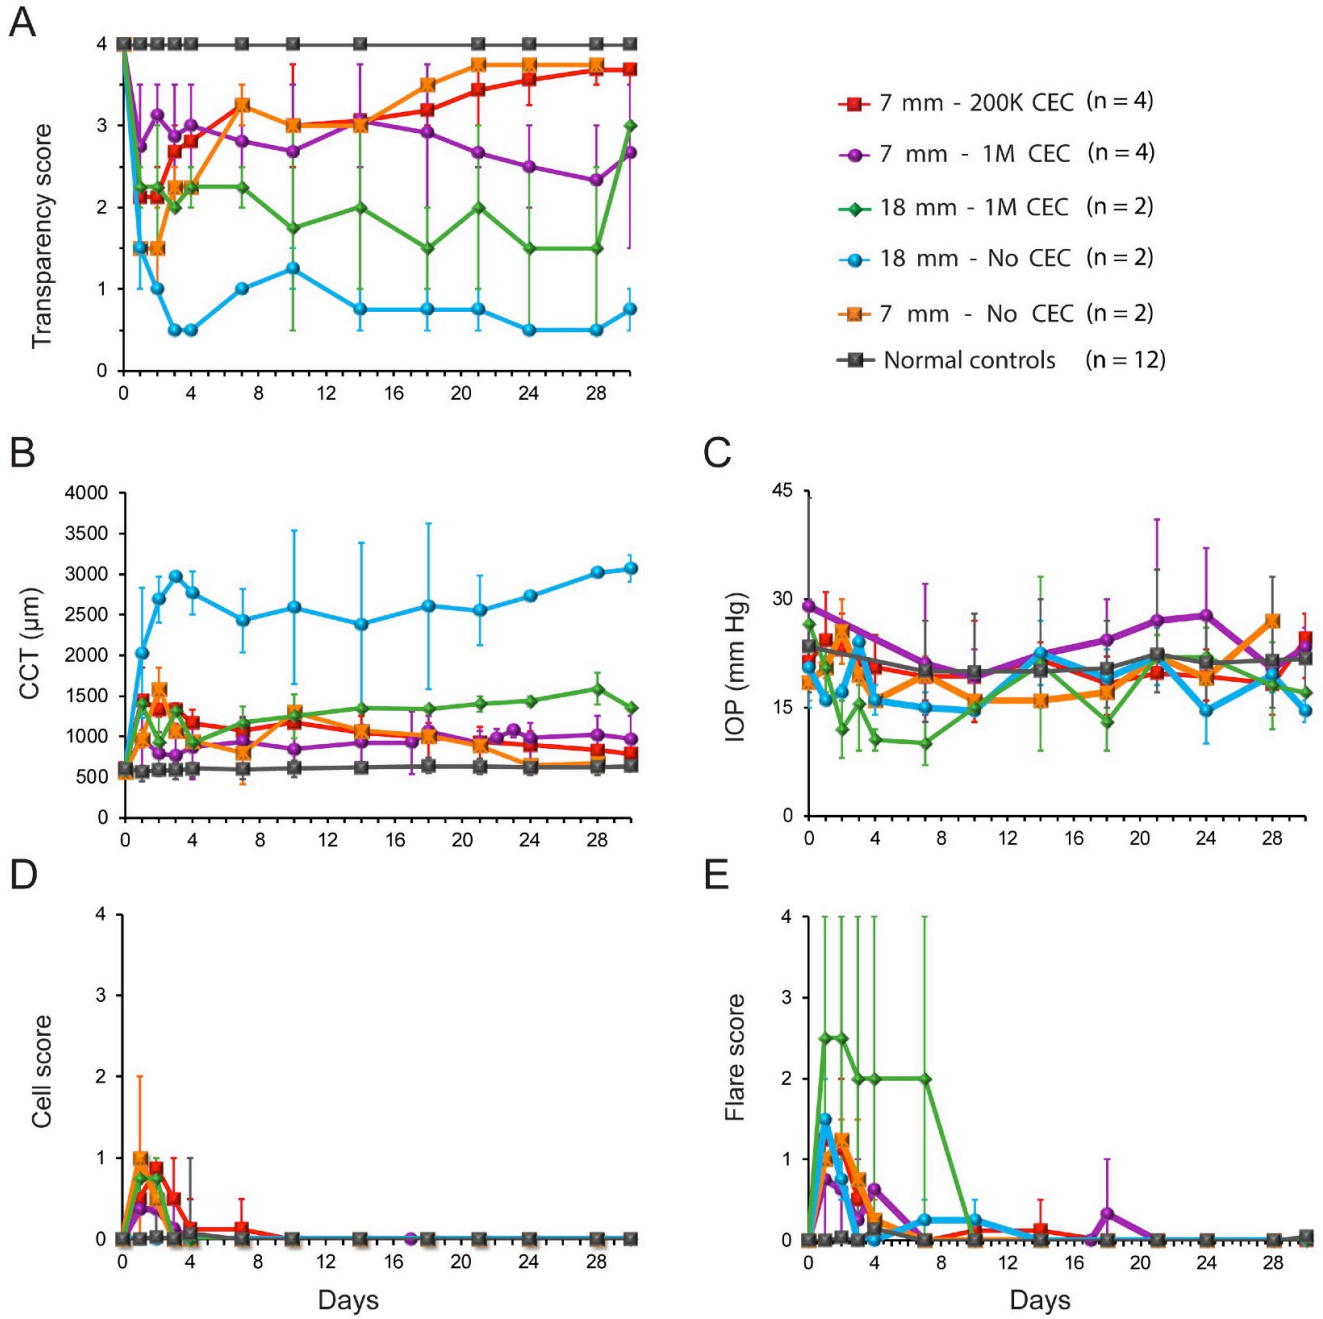 A
4
3
2
1
0
Transparency score
0 4 8 12 16 20 24 28
7 mm - 200K CEC (n = 4)
7 mm - 1M CEC (n = 4)
18 mm - 1M CEC (n = 2)
18 mm - No CEC (n = 2)
7 mm - No CEC (n = 2)
Normal controls (n = 12)
B
4000
3500
3000
2500
2000
1500
1000
500
0
CCT (µm)
0 4 8 12 16 20 24 28
C
45
30
15
0
IOP (mm Hg)
0 4 8 12 16 20 24 28
D
4
3
2
1
0
Cell score
0 4 8 12 16 20 24 28
Days
E
4
3
2
1
0
Flare score
0 4 8 12 16 20 24 28
Days